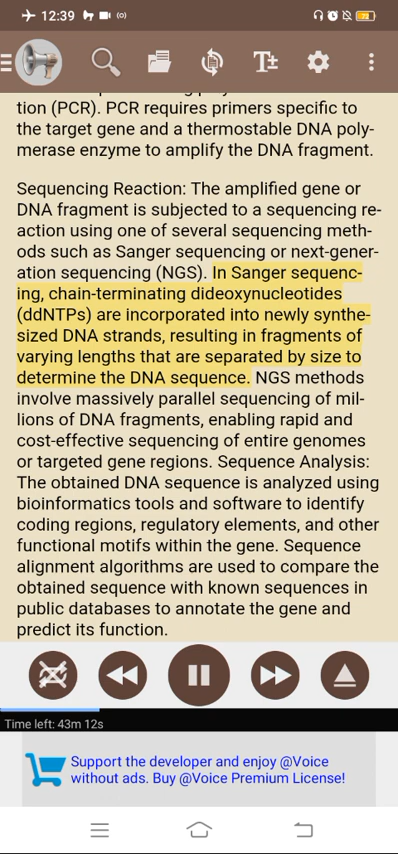 12:39
tion (PCR). PCR requires primers specific to
the target gene and a thermostable DNA poly-
merase enzyme to amplify the DNA fragment.
Sequencing Reaction: The amplified gene or
DNA fragment is subjected to a sequencing re-
action using one of several sequencing meth-
ods such as Sanger sequencing or next-gener-
ation sequencing (NGS). In Sanger sequenc-
ing, chain-terminating dideoxynucleotides
(ddNTPs) are incorporated into newly synthe-
sized DNA strands, resulting in fragments of
varying lengths that are separated by size to
determine the DNA sequence. NGS methods
involve massively parallel sequencing of mil-
lions of DNA fragments, enabling rapid and
cost-effective sequencing of entire genomes
or targeted gene regions. Sequence Analysis:
The obtained DNA sequence is analyzed using
bioinformatics tools and software to identify
coding regions, regulatory elements, and other
functional motifs within the gene. Sequence
alignment algorithms are used to compare the
obtained sequence with known sequences in
public databases to annotate the gene and
predict its function.
Time left: 43m 12s
Support the developer and enjoy @Voice
without ads. Buy @Voice Premium License!